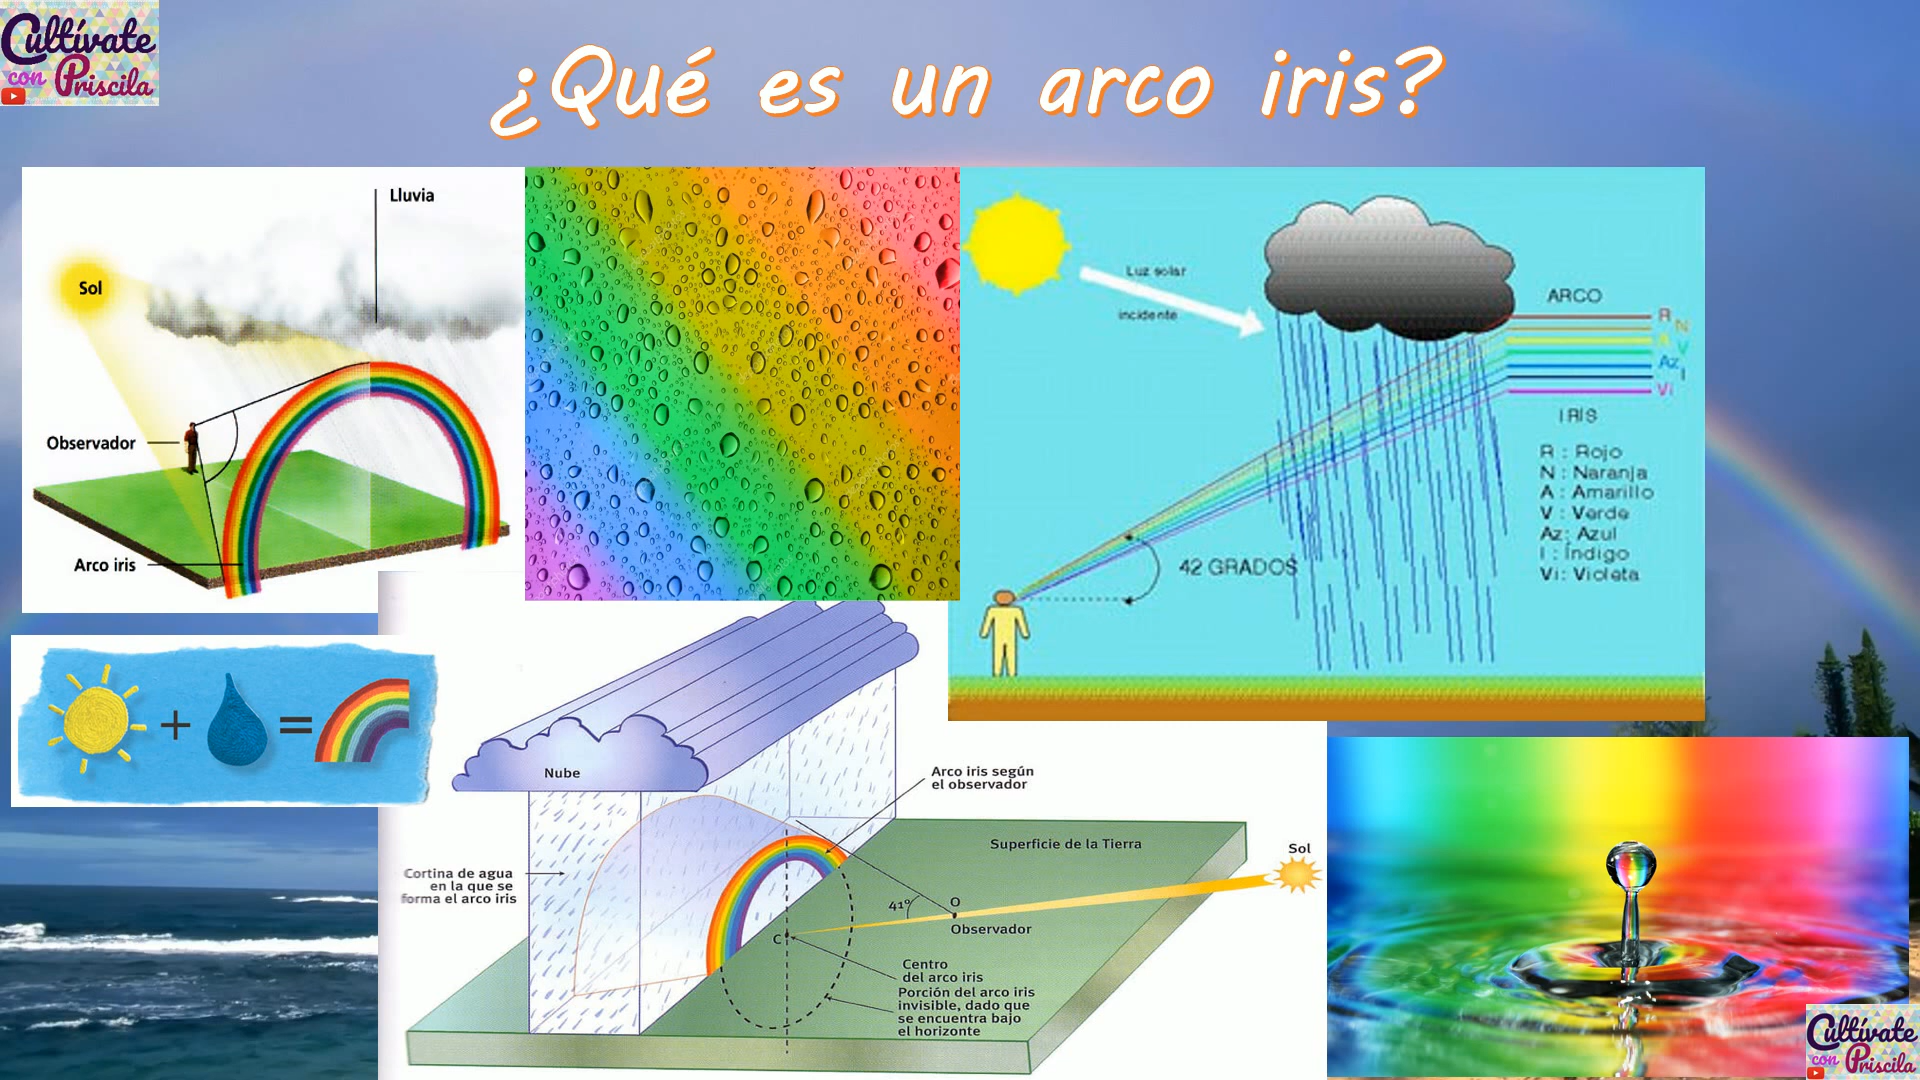 Cultívate
con Priscila
¿Qué es un arco iris?
Lluvia
Sol
Observador
Arco iris
Luz solar
incidente
ARCO
R
N
A
V
Az
I
Vi
IRIS
R : Rojo
N : Naranja
A : Amarillo
V : Verde
Az: Azul
I : Índigo
Vi: Violeta
42 GRADOS
+
=
Nube
Arco iris según
el observador
Superficie de la Tierra
Sol
Cortina de agua
en la que se
forma el arco iris
41º
O
Observador
C
Centro
del arco iris
Porción del arco iris
invisible, dado que
se encuentra bajo
el horizonte
Cultívate
con Priscila